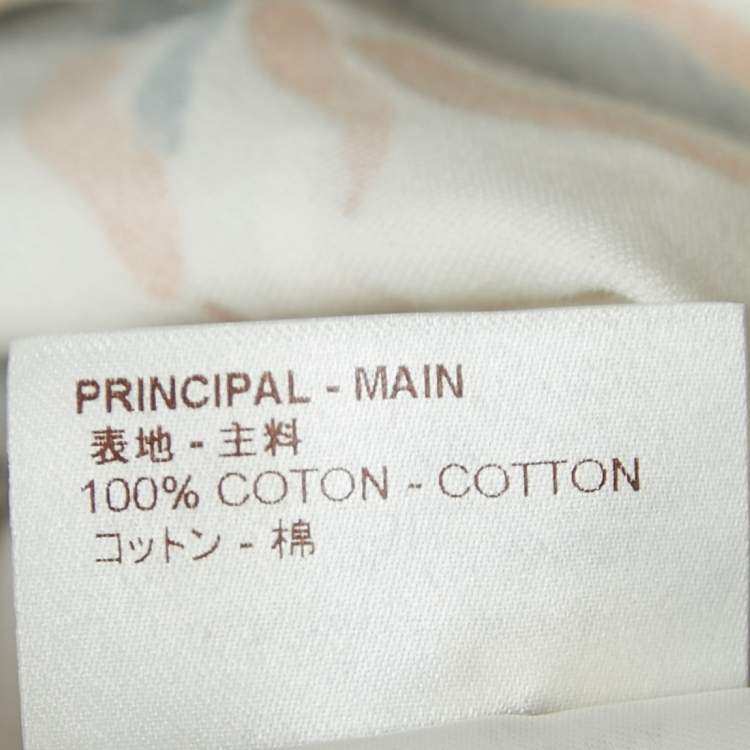 PRINCIPAL - MAIN
表地 - 主料
100% COTON - COTTON
コットン - 棉